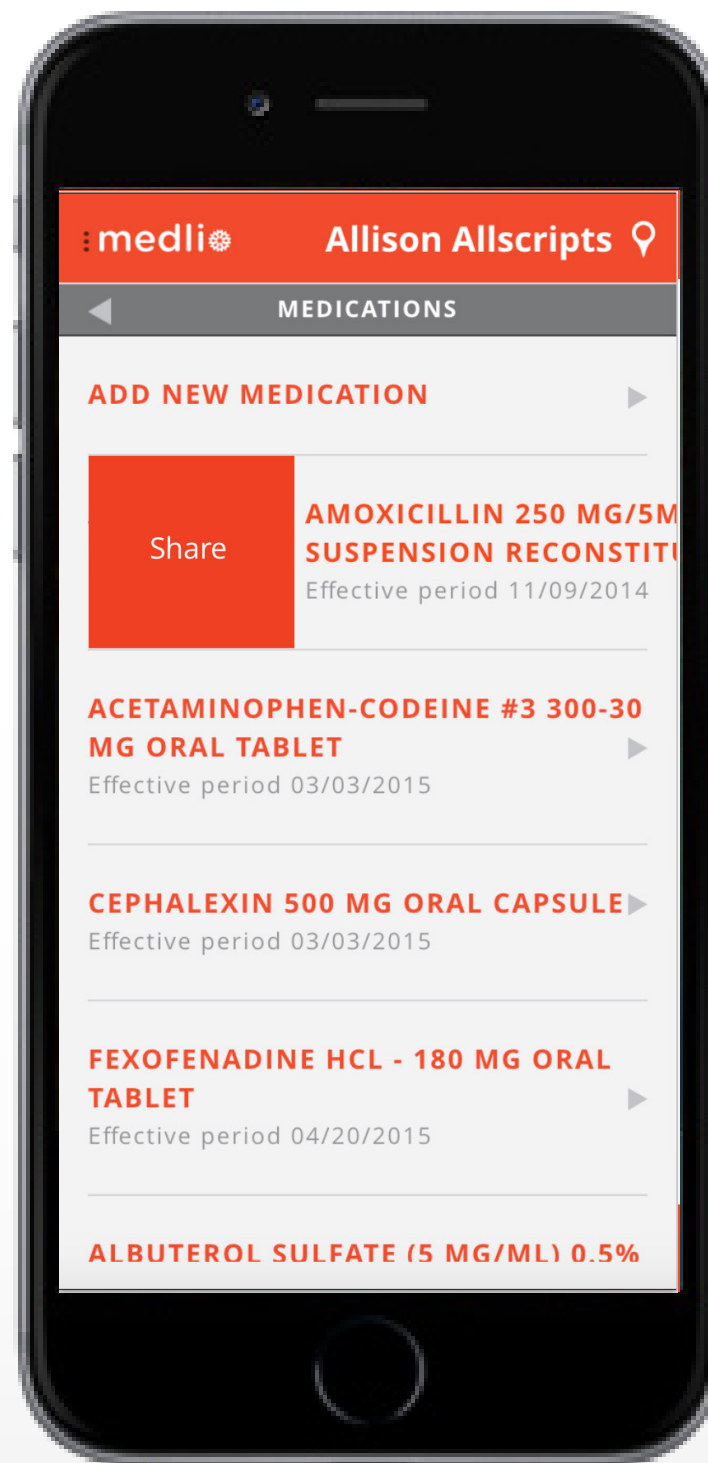 medlio
Allison Allscripts
MEDICATIONS
ADD NEW MEDICATION
Share
AMOXICILLIN 250 MG/5M
SUSPENSION RECONSTITU
Effective period 11/09/2014
ACETAMINOPHEN-CODEINE #3 300-30
MG ORAL TABLET
Effective period 03/03/2015
CEPHALEXIN 500 MG ORAL CAPSULE
Effective period 03/03/2015
FEXOFENADINE HCL - 180 MG ORAL
TABLET
Effective period 04/20/2015
ALBUTEROL SULFATE (5 MG/ML) 0.5%